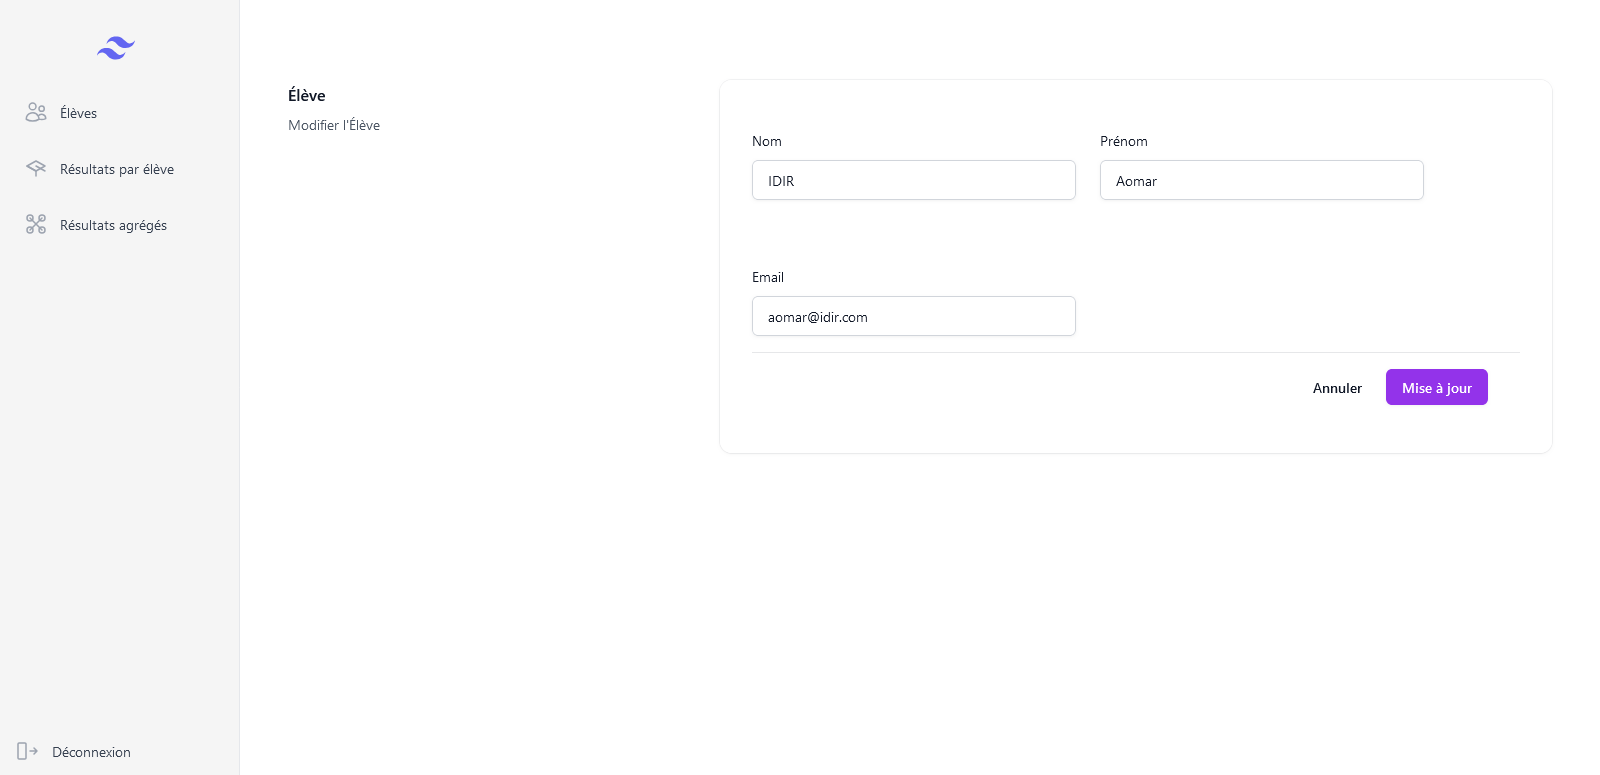 Élèves
Résultats par élève
Résultats agrégés
Déconnexion
Élève
Modifier l'Élève
Nom
Prénom
IDIR
Aomar
Email
aomar@idir.com
Annuler
Mise à jour